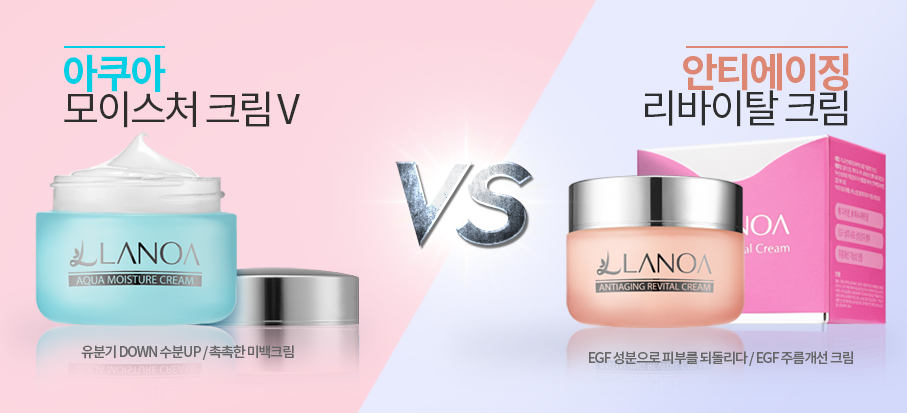 아쿠아
모이스처 크림 V
LANOA
AQUA MOISTURE CREAM
유분기 DOWN 수분UP / 촉촉한 미백크림
VS
안티에이징
리바이탈 크림
LANOA
ANTIAGING REVITAL CREAM
NOA
al Cream
EGF 성분으로 피부를 되돌리다 / EGF 주름개선 크림